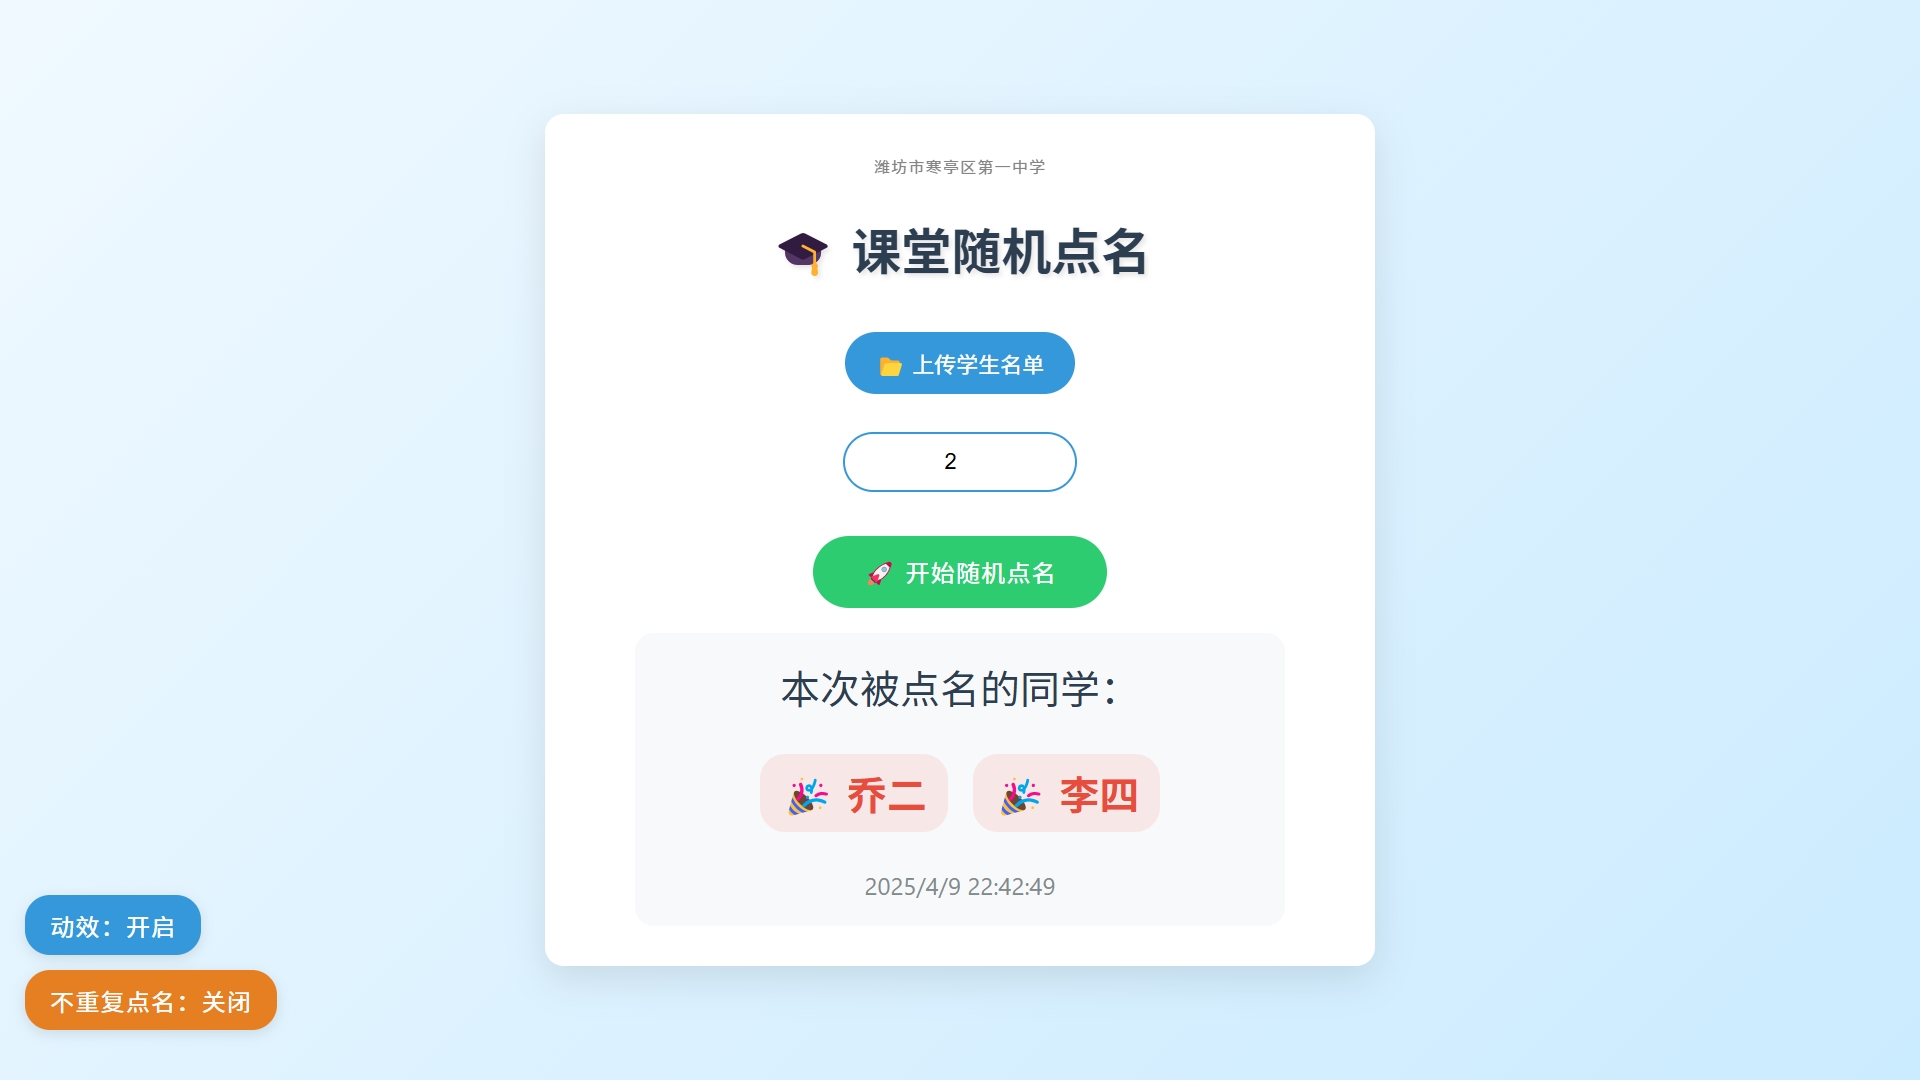 潍坊市寒亭区第一中学
🎓 课堂随机点名
📂 上传学生名单
2
🚀 开始随机点名
本次被点名的同学：
🎉 乔二 🎉 李四
2025/4/9 22:42:49
动效：开启
不重复点名：关闭